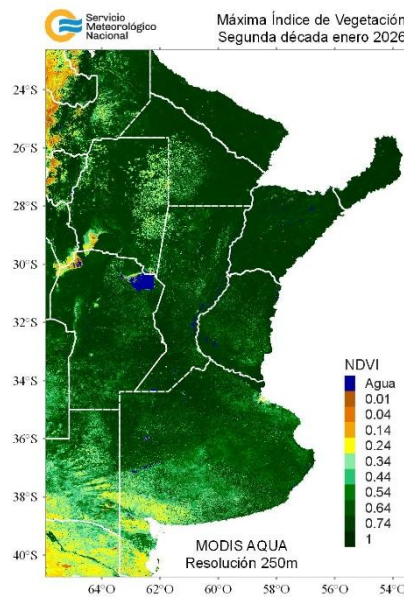 Servicio
Meteorológico
Nacional
Máxima Índice de Vegetación
Segunda década enero 2026
24°S
26°S
28°S
30°S
32°S
34°S
36°S
38°S
40°S
NDVI
Agua
0.01
0.04
0.14
0.24
0.34
0.44
0.54
0.64
0.74
1
MODIS AQUA
Resolución 250m
64°O
62°O
60°O
58°O
56°O
54°O